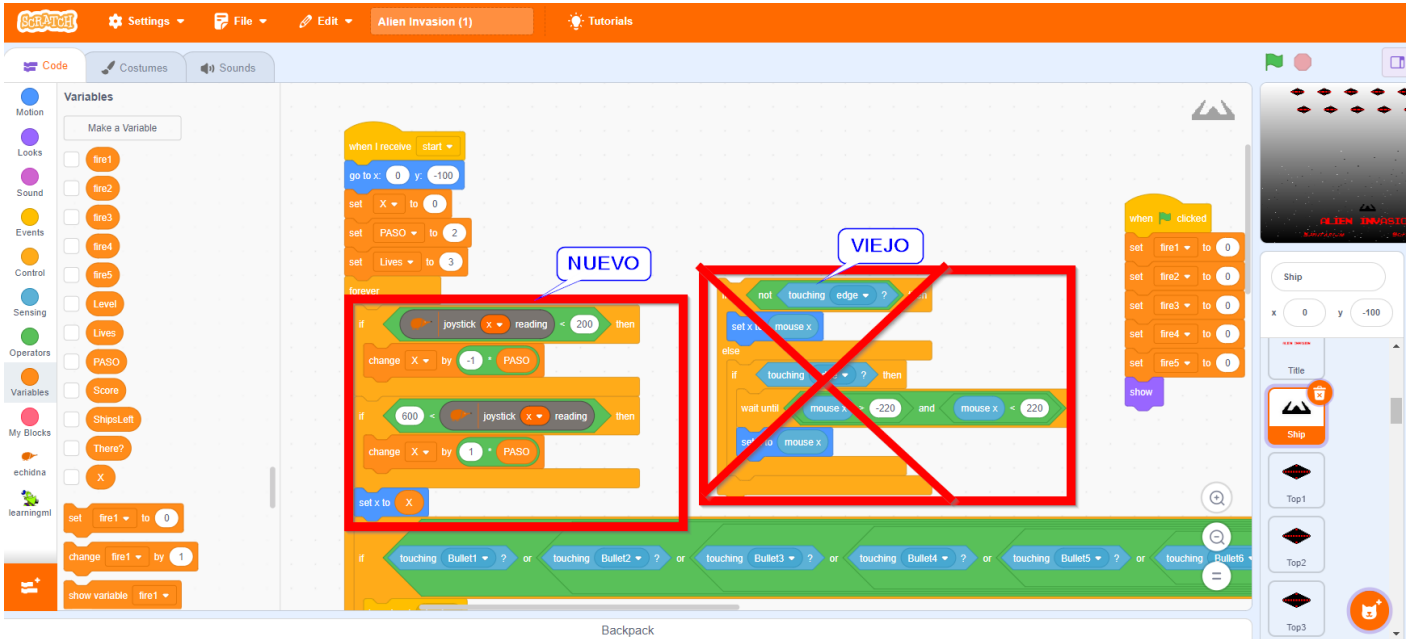 SCRATCH Settings File Edit Alien Invasion (1) Tutorials
Code Costumes Sounds
Motion
Looks
Sound
Events
Control
Sensing
Operators
Variables
My Blocks
echidna
learningml
Variables
Make a Variable
fire1
fire2
fire3
fire4
fire5
Level
Lives
PASO
Score
ShipsLeft
There?
X
set fire1 to 0
change fire1 by 1
show variable fire1
when I receive start
go to x: 0 y: -100
set X to 0
set PASO to 2
set Lives to 3
forever
NUEVO
if joystick x reading < 200 then
change X by -1 * PASO
if 600 < joystick x reading then
change X by 1 * PASO
set x to X
if touching Bullet1 ? or touching Bullet2 ? or touching Bullet3 ? or touching Bullet4 ? or touching Bullet5 ? or touching Bullet6
VIEJO
not touching edge ?
set x to mouse x
else
if touching ? then
wait until mouse x > -220 and mouse x < 220
mouse x
when clicked
set fire1 to 0
set fire2 to 0
set fire3 to 0
set fire4 to 0
set fire5 to 0
show
ALIEN INVASIO
Ship
x 0 y -100
Title
Ship
Top1
Top2
Top3
Backpack